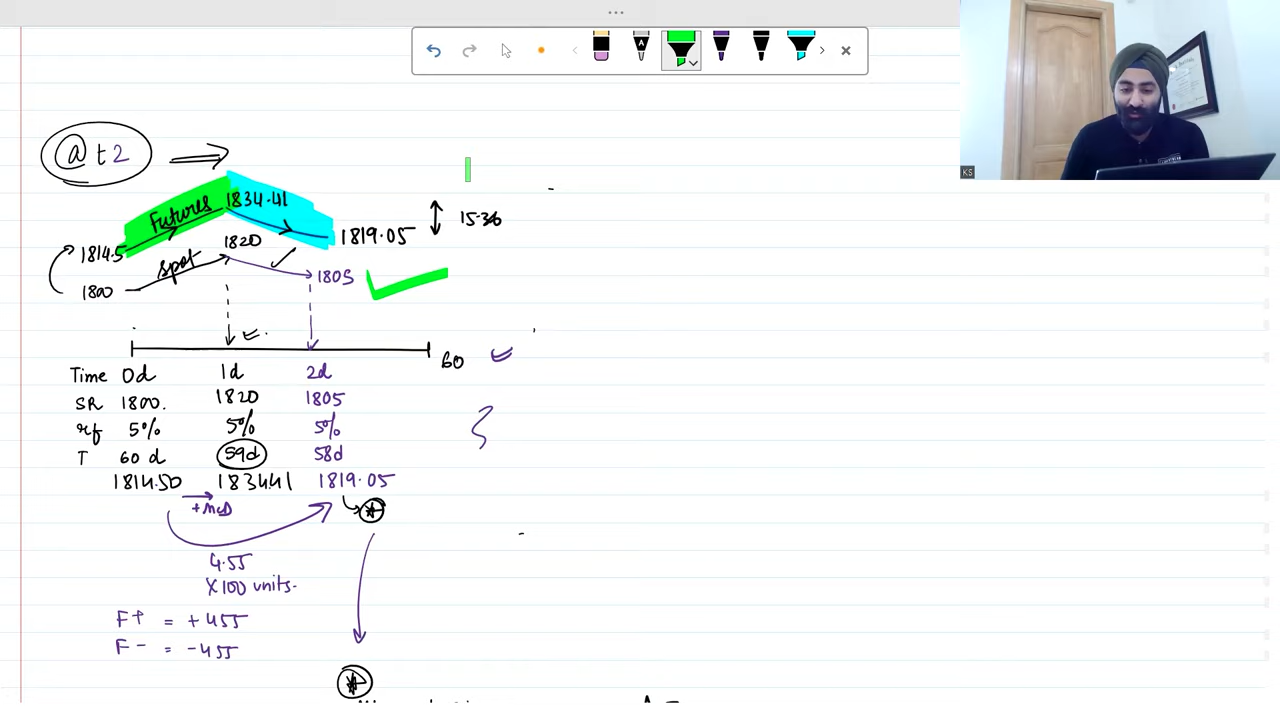 @ t2
Futures 1834.41
1814.5 1820 1819.05 15.36
spot 1805
1800
60
Time 0d 1d 2d
SR 1800. 1820 1805
rf 5% 5% 5%
T 60 d 59d 58d
1814.50 1834.41 1819.05
4.55
X100 units.
F+ = +455
F- = -455
KS